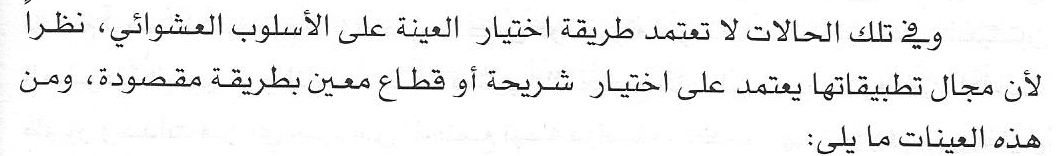 وفي تلك الحالات لا تعتمد طريقة اختيار العينة على الأسلوب العشوائي، نظراً
لأن مجال تطبيقاتها يعتمد على اختيار شريحة أو قطاع معين بطريقة مقصودة، ومن
هذه العينات ما يلي: